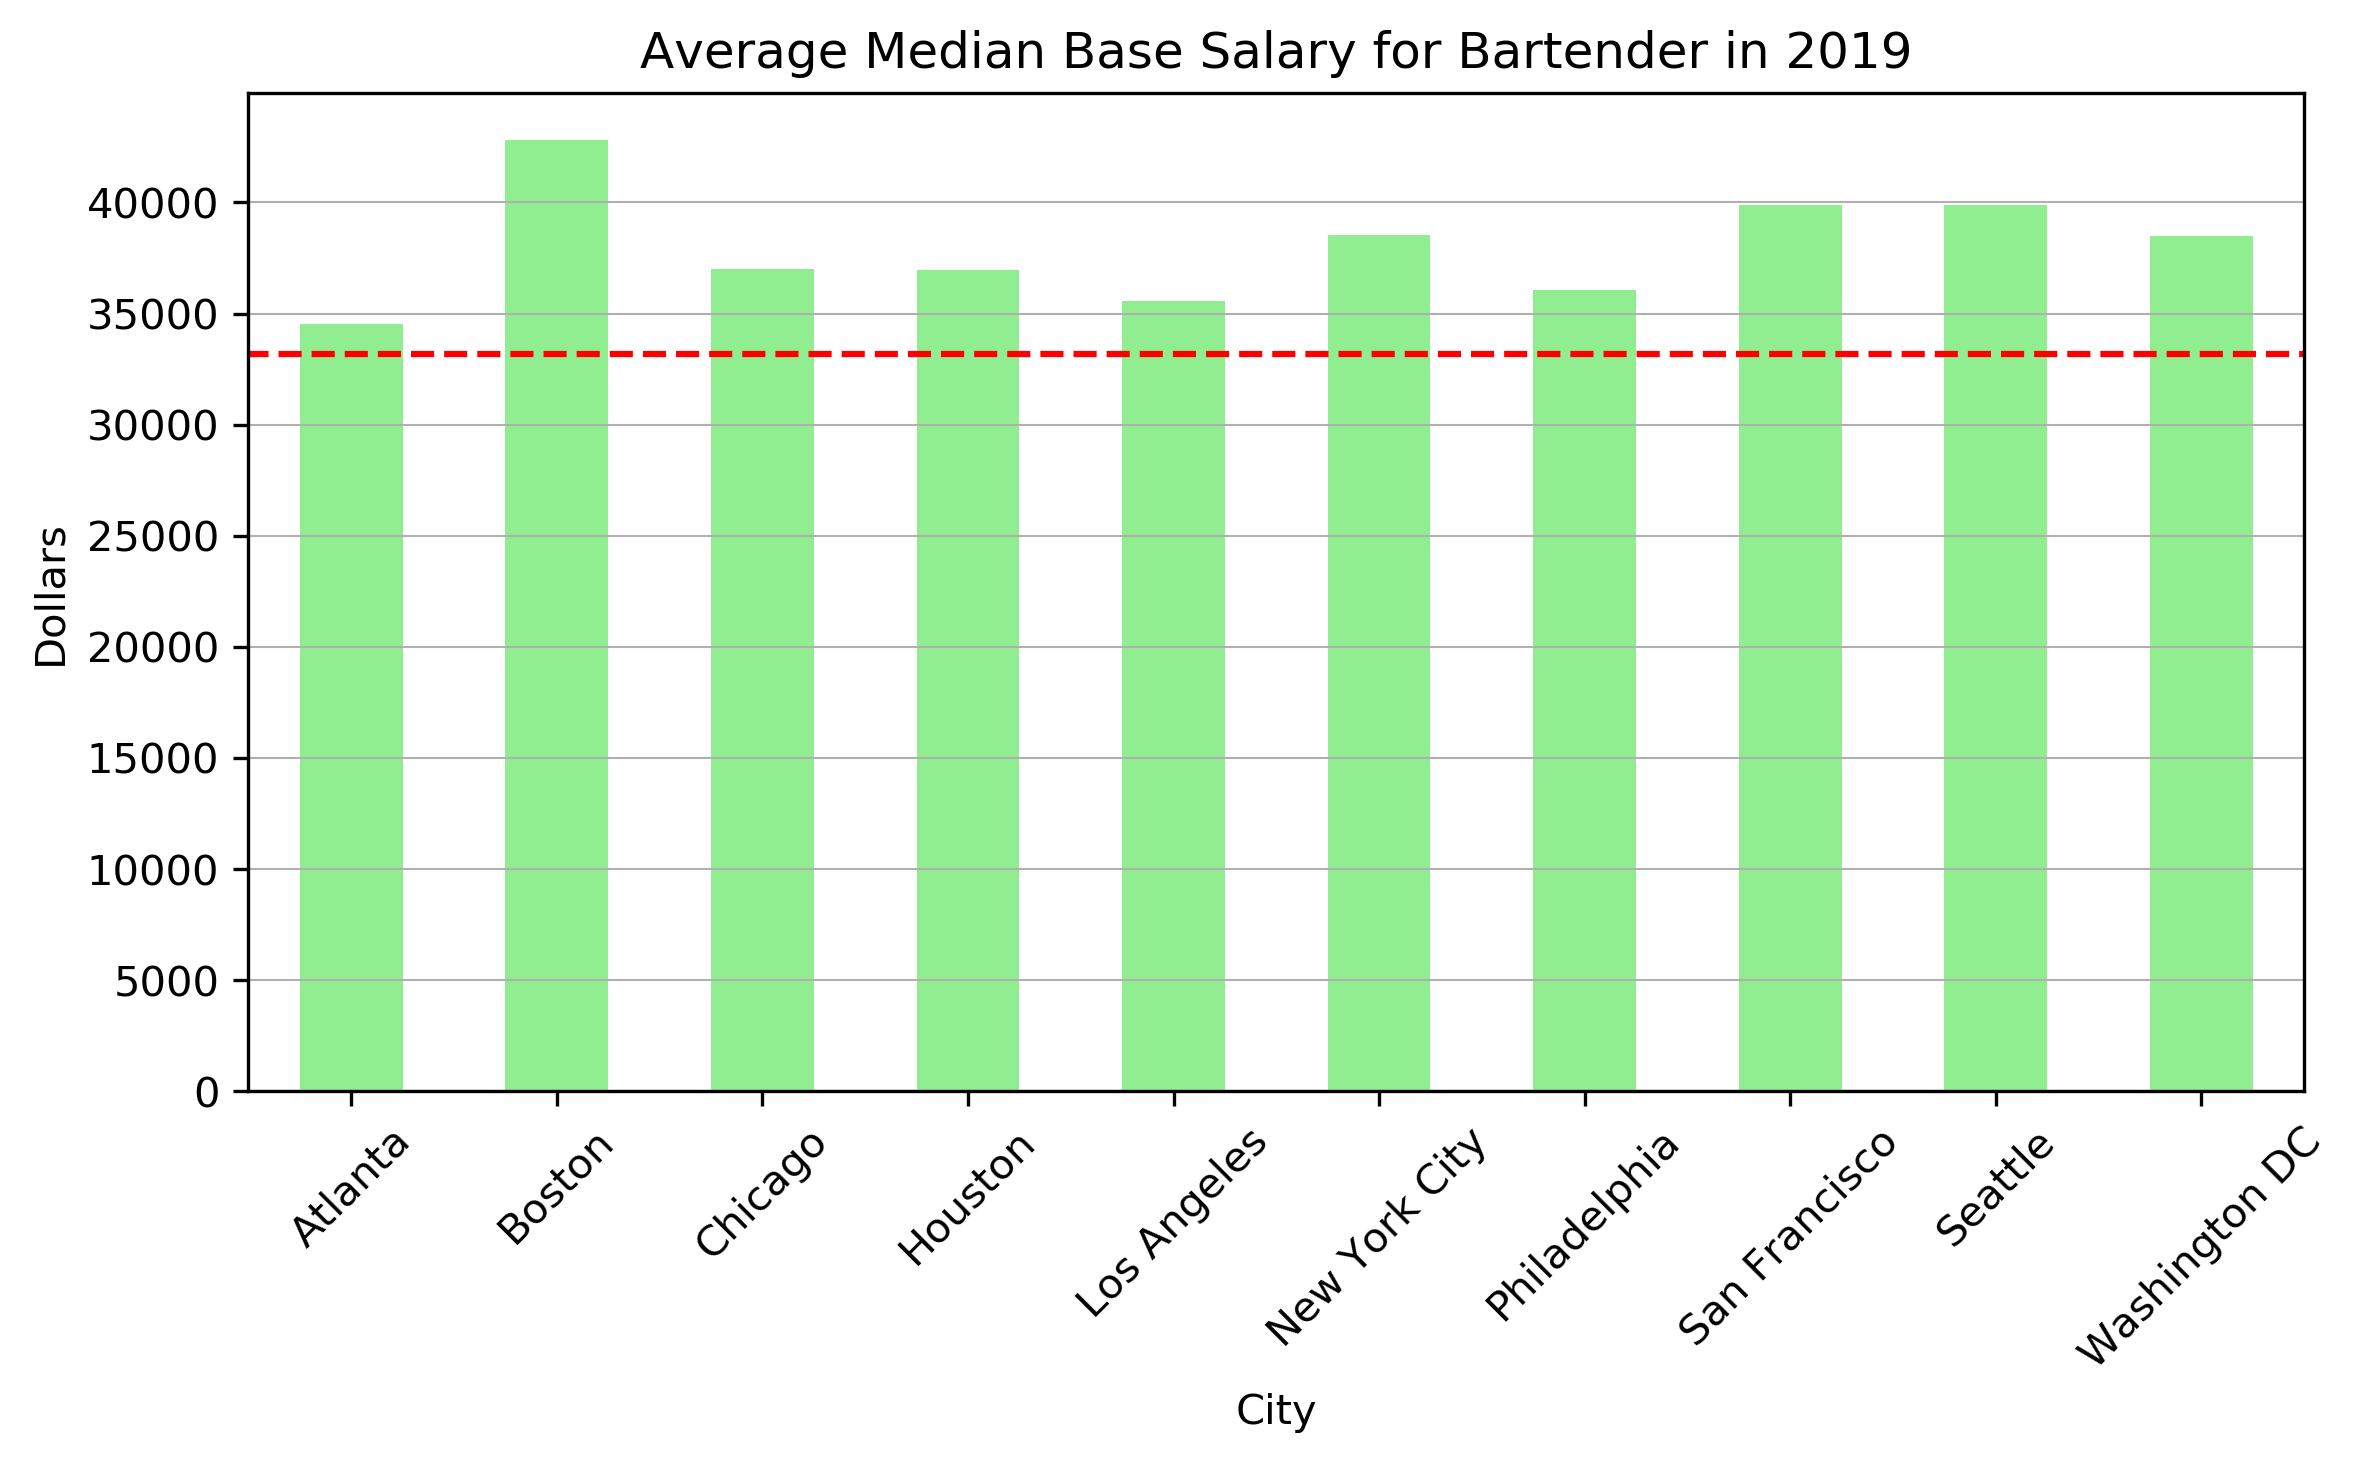 Average Median Base Salary for Bartender in 2019
Dollars
40000
35000
30000
25000
20000
15000
10000
5000
0
Atlanta
Boston
Chicago
Houston
Los Angeles
New York City
Philadelphia
San Francisco
Seattle
Washington DC
City